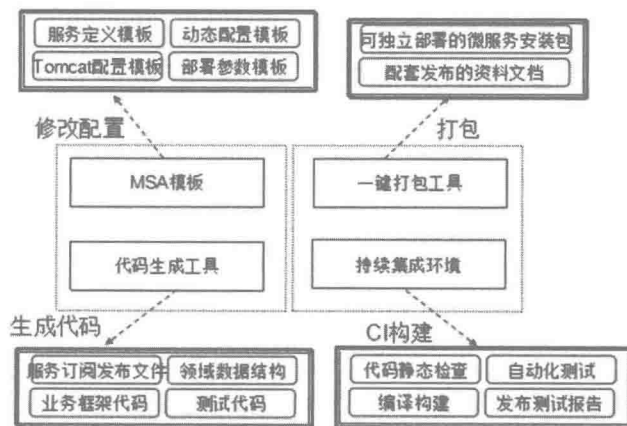 服务定义模板 动态配置模板
Tomcat配置模板 部署参数模板
可独立部署的微服务安装包
配套发布的资料文档
修改配置
打包
MSA模板
一键打包工具
代码生成工具
持续集成环境
生成代码
CI构建
服务订阅发布文件 领域数据结构
业务框架代码 测试代码
代码静态检查 自动化测试
编译构建 发布测试报告